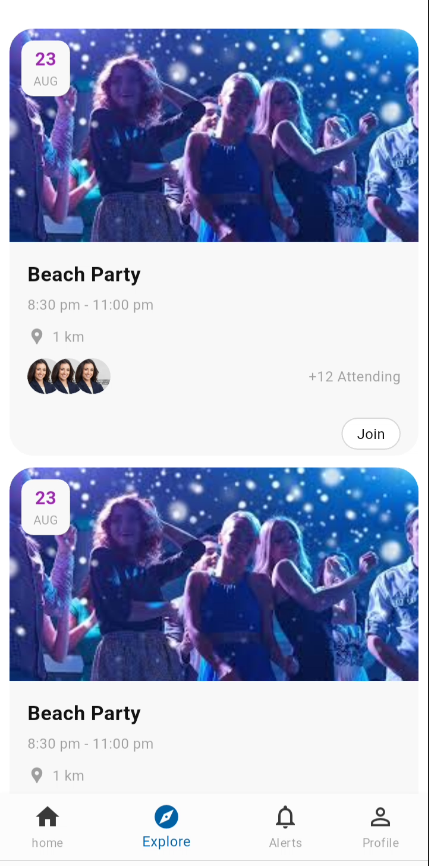 23
AUG
Beach Party
8:30 pm - 11:00 pm
1 km
+12 Attending
Join
23
AUG
Beach Party
8:30 pm - 11:00 pm
1 km
home
Explore
Alerts
Profile